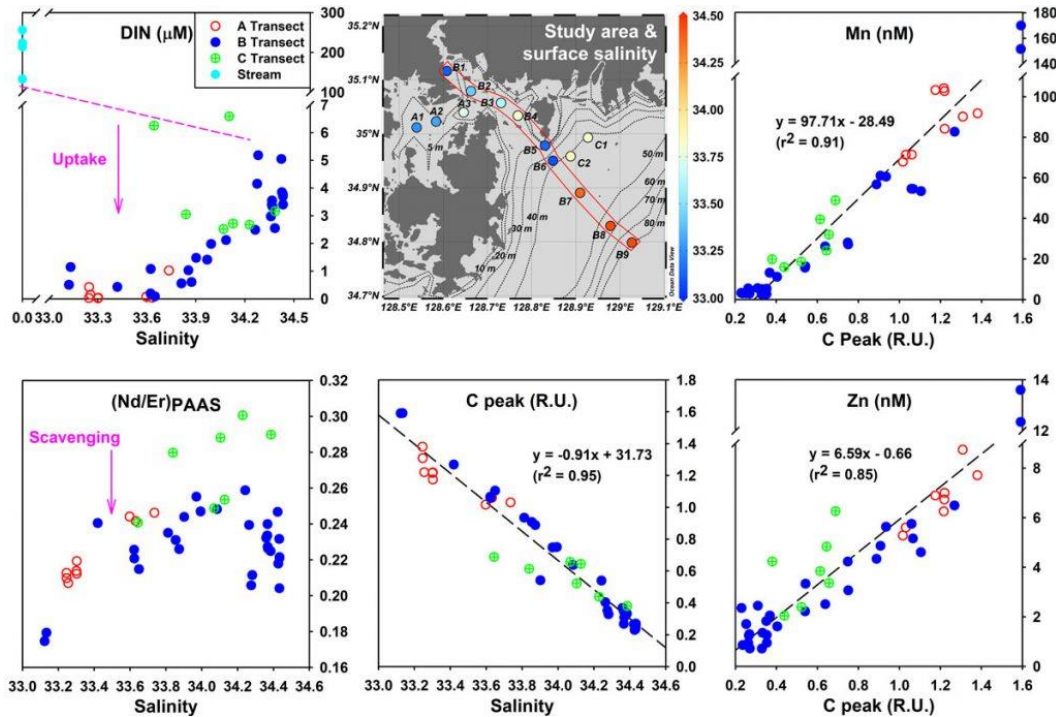 DIN (μM)
A Transect
B Transect
C Transect
Stream
300
250
200
150
100
7
6
5
4
3
2
1
0
Uptake
0.0 33.3 33.6 33.9 34.2 34.5
Salinity
Study area &
surface salinity
35.2°N
35.1°N
35°N
34.9°N
34.8°N
34.7°N
B1
B2
A3
B3
A1
A2
B4
C1
B5
C2
B6
B7
B8
B9
5 m
10 m
20 m
30 m
40 m
50 m
60 m
70 m
80 m
128.5°E 128.6°E 128.7°E 128.8°E 128.9°E 129°E 129.1°E
Ocean Data View
34.50
34.25
34.00
33.75
33.50
33.25
33.00
Mn (nM)
y = 97.71x - 28.49
(r2 = 0.91)
180
160
140
100
80
60
40
20
0
0.2 0.4 0.6 0.8 1.0 1.2 1.4 1.6
C Peak (R.U.)
(Nd/Er)PAAS
Scavenging
0.32
0.30
0.28
0.26
0.24
0.22
0.20
0.18
0.16
33.0 33.2 33.4 33.6 33.8 34.0 34.2 34.4 34.6
Salinity
C peak (R.U.)
y = -0.91x + 31.73
(r2 = 0.95)
1.8
1.6
1.4
1.2
1.0
0.8
0.6
0.4
0.2
0.0
33.0 33.2 33.4 33.6 33.8 34.0 34.2 34.4 34.6
Salinity
Zn (nM)
y = 6.59x - 0.66
(r2 = 0.85)
14
12
8
6
4
2
0
0.2 0.4 0.6 0.8 1.0 1.2 1.4 1.6
C peak (R.U.)